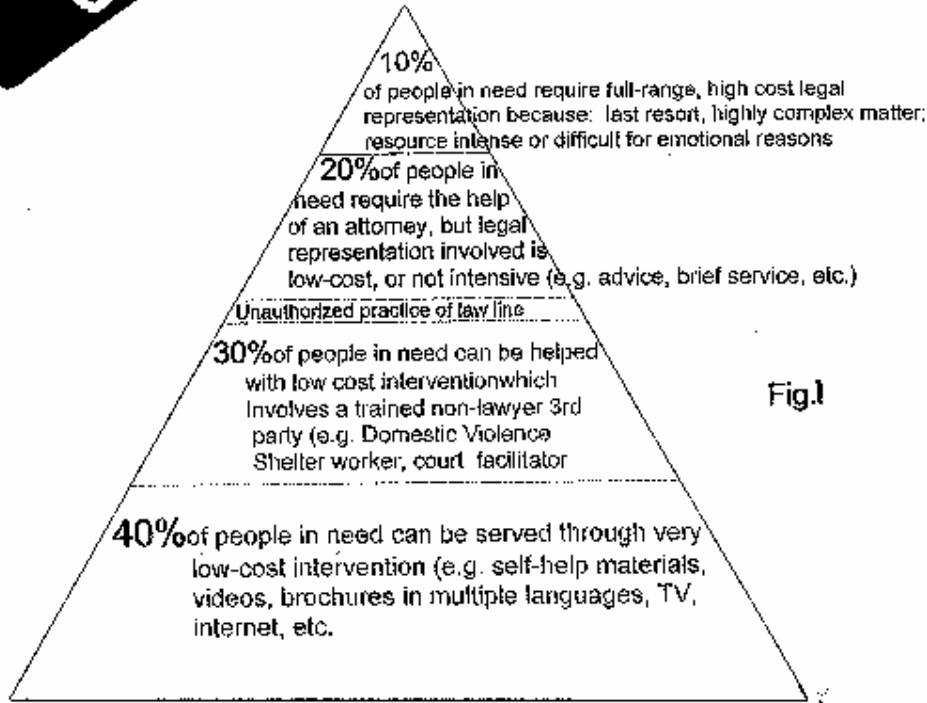 10%
of people in need require full-range, high cost legal
representation because: last resort, highly complex matter;
resource intense or difficult for emotional reasons
20%of people in
need require the help
of an attorney, but legal
representation involved is
low-cost, or not intensive (e.g. advice, brief service, etc.)
Unauthorized practice of law line
30%of people in need can be helped
with low cost interventionwhich
Involves a trained non-lawyer 3rd
party (e.g. Domestic Violence
Shelter worker, court facilitator
Fig.I
40%of people in need can be served through very
low-cost intervention (e.g. self-help materials,
videos, brochures in multiple languages, TV,
internet, etc.